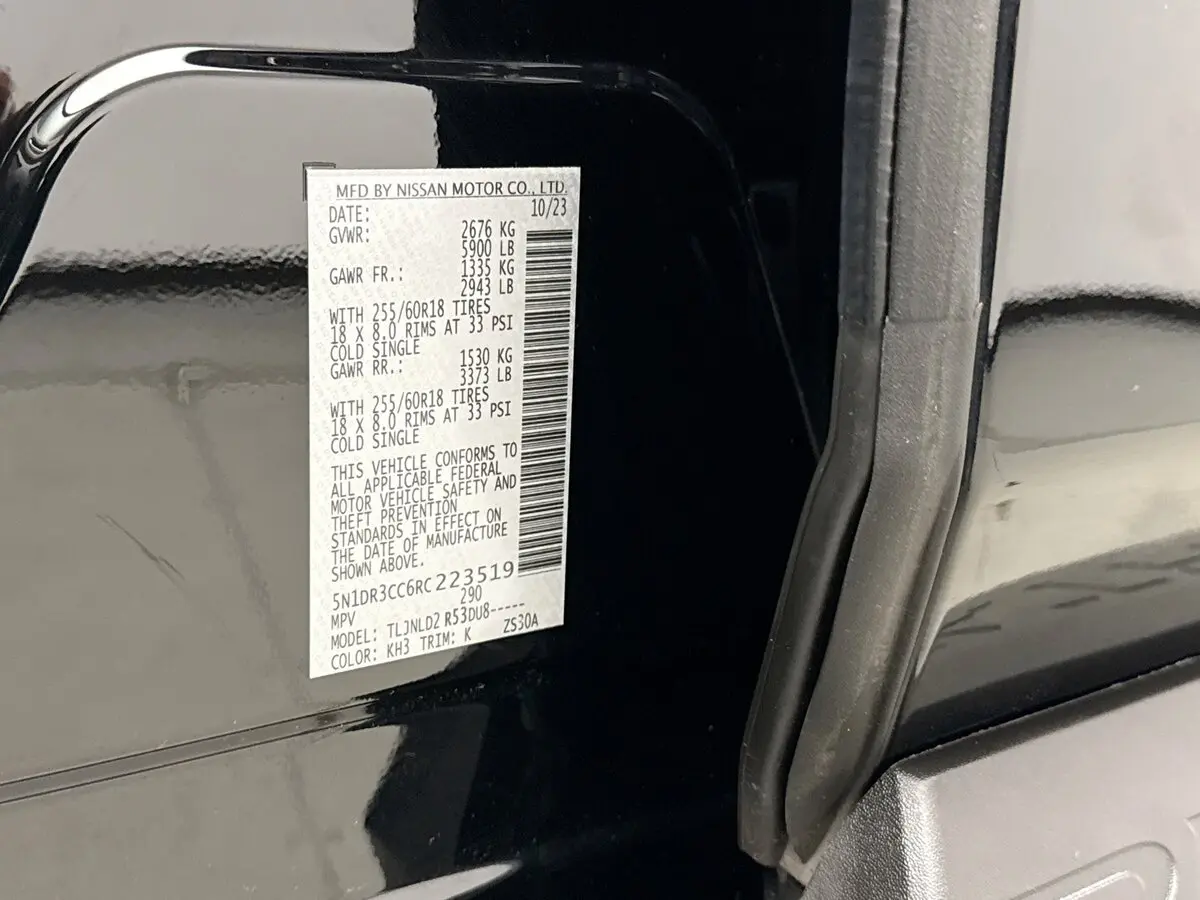 MFD BY NISSAN MOTOR CO., LTD.
DATE: 10/23
GVWR: 2676 KG
5900 LB
GAWR FR.: 1335 KG
2943 LB
WITH 255/60R18 TIRES
18 X 8.0 RIMS AT 33 PSI
COLD SINGLE
GAWR RR.: 1530 KG
3373 LB
WITH 255/60R18 TIRES
18 X 8.0 RIMS AT 33 PSI
COLD SINGLE
THIS VEHICLE CONFORMS TO
ALL APPLICABLE FEDERAL
MOTOR VEHICLE SAFETY AND
THEFT PREVENTION
STANDARDS IN EFFECT ON
THE DATE OF MANUFACTURE
SHOWN ABOVE.
5N1DR3CC6RC223519
MPV 290
MODEL: TLJNLD2 R53DU8-----
COLOR: KH3 TRIM: K ZS30A